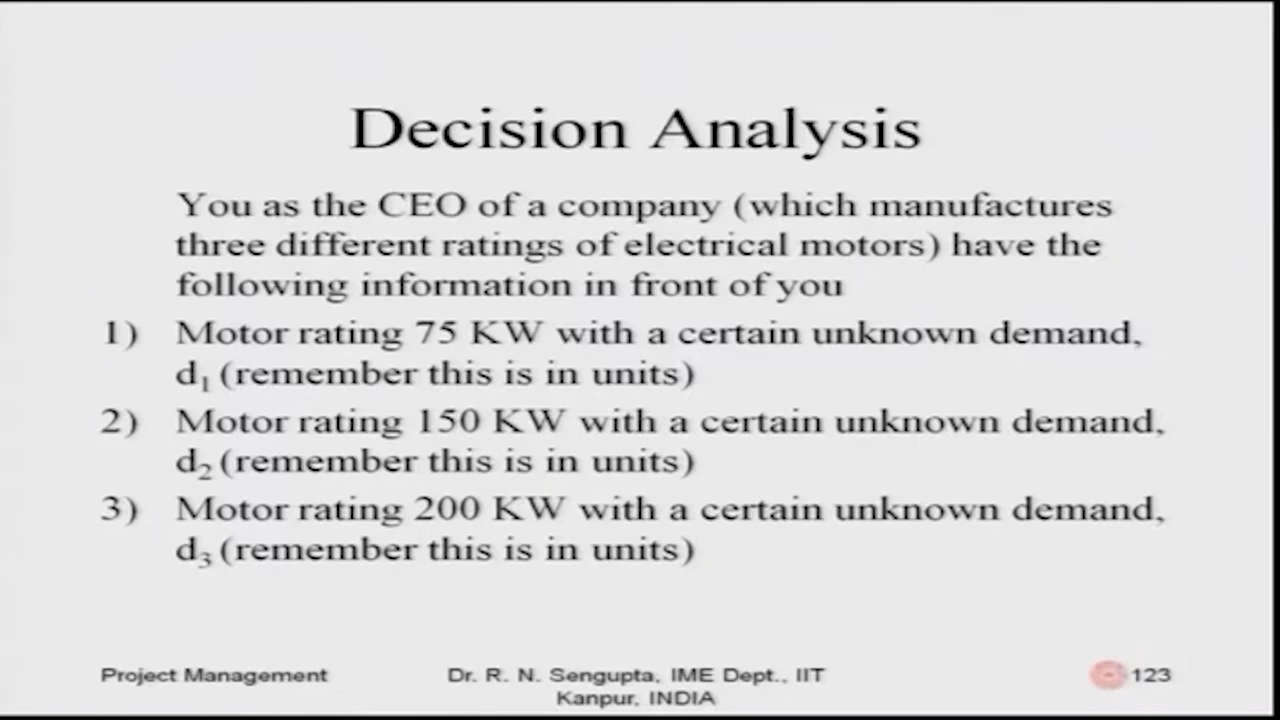 Decision Analysis
You as the CEO of a company (which manufactures
three different ratings of electrical motors) have the
following information in front of you
1) Motor rating 75 KW with a certain unknown demand,
d₁ (remember this is in units)
2) Motor rating 150 KW with a certain unknown demand,
d₂ (remember this is in units)
3) Motor rating 200 KW with a certain unknown demand,
d₃ (remember this is in units)
Project Management
Dr. R. N. Sengupta, IME Dept., IIT
Kanpur, INDIA
123